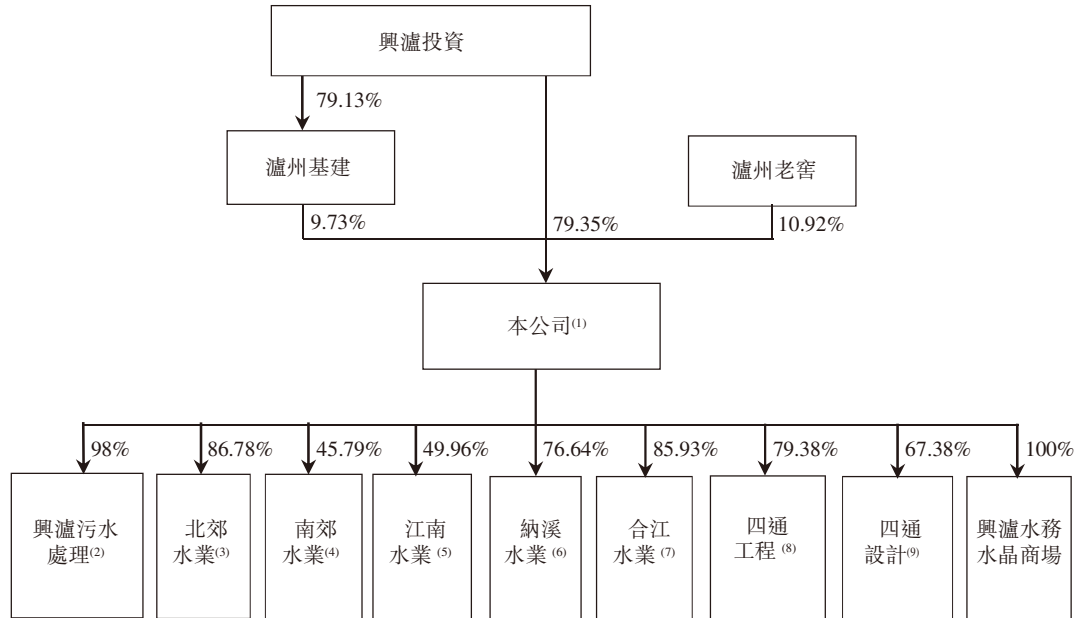 興瀘投資
79.13%
瀘州基建
瀘州老窖
9.73%
79.35%
10.92%
本公司(1)
98%
86.78%
45.79%
49.96%
76.64%
85.93%
79.38%
67.38%
100%
興瀘污水
處理(2)
北郊
水業(3)
南郊
水業(4)
江南
水業(5)
納溪
水業(6)
合江
水業(7)
四通
工程(8)
四通
設計(9)
興瀘水務
水晶商場